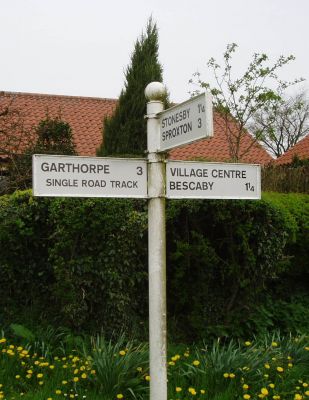 STONESBY 1¼
SPROXTON 3
GARTHORPE 3
SINGLE ROAD TRACK
VILLAGE CENTRE
BESCABY 1¼